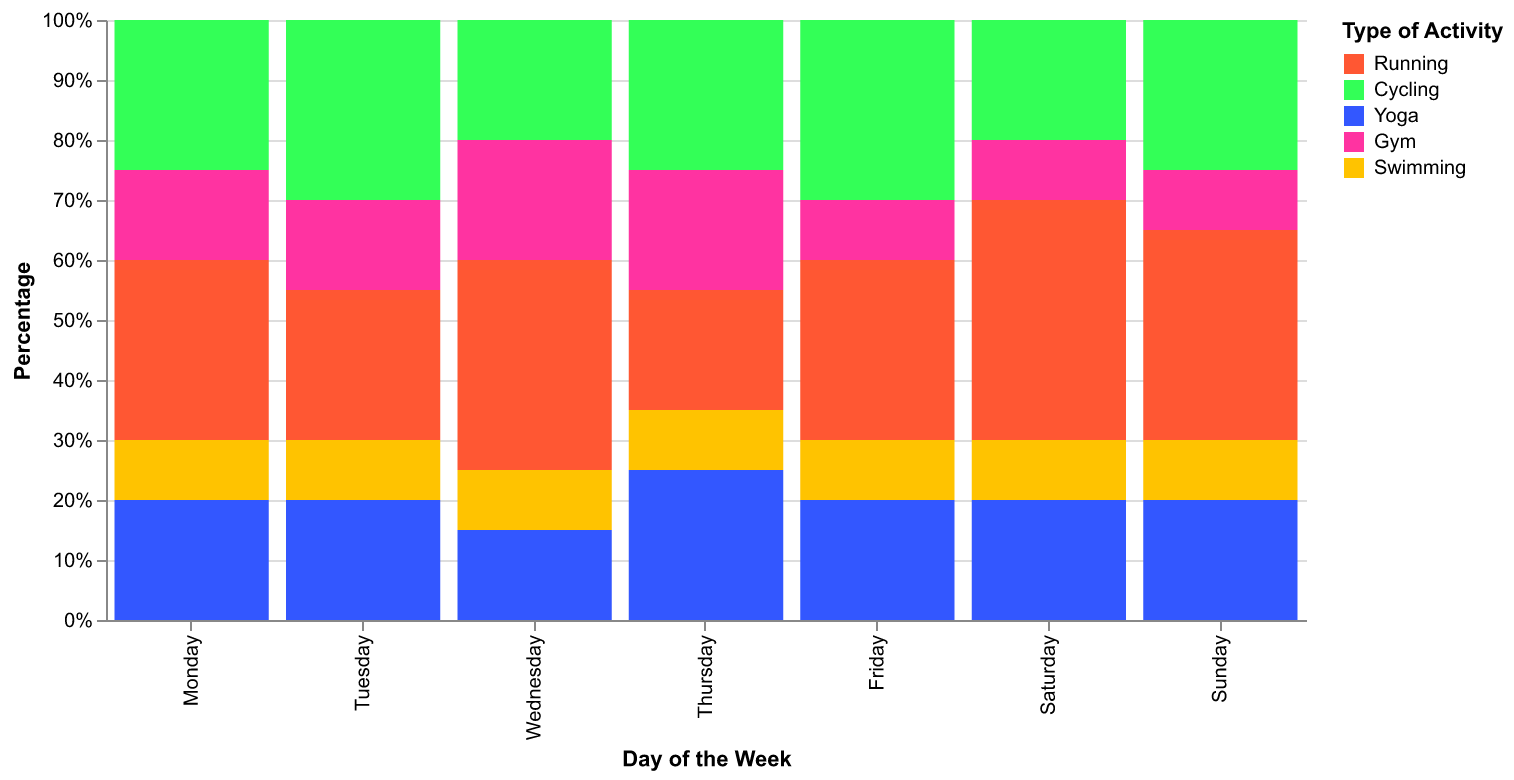 100%
90%
80%
70%
60%
50%
40%
30%
20%
10%
0%
Percentage
Monday
Tuesday
Wednesday
Thursday
Friday
Saturday
Sunday
Day of the Week
Type of Activity
Running
Cycling
Yoga
Gym
Swimming